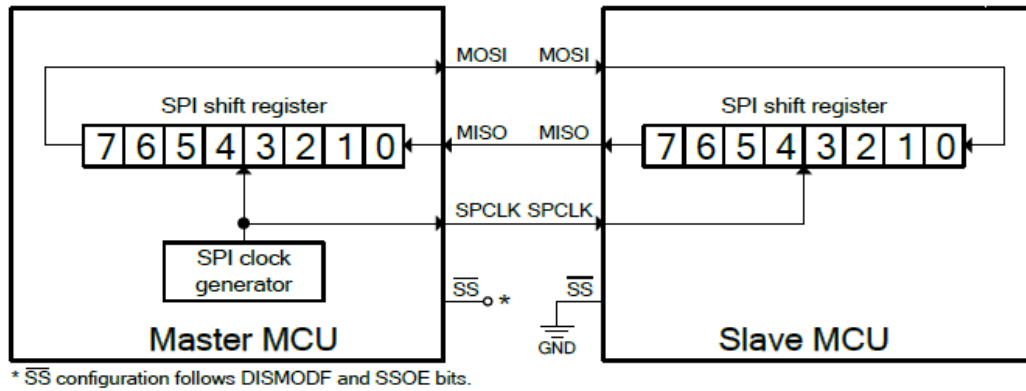 MOSI MOSI
SPI shift register SPI shift register
7 6 5 4 3 2 1 0 MISO MISO 7 6 5 4 3 2 1 0
SPCLK SPCLK
SPI clock
generator
SS * SS
GND
Master MCU Slave MCU
* SS configuration follows DISMODF and SSOE bits.